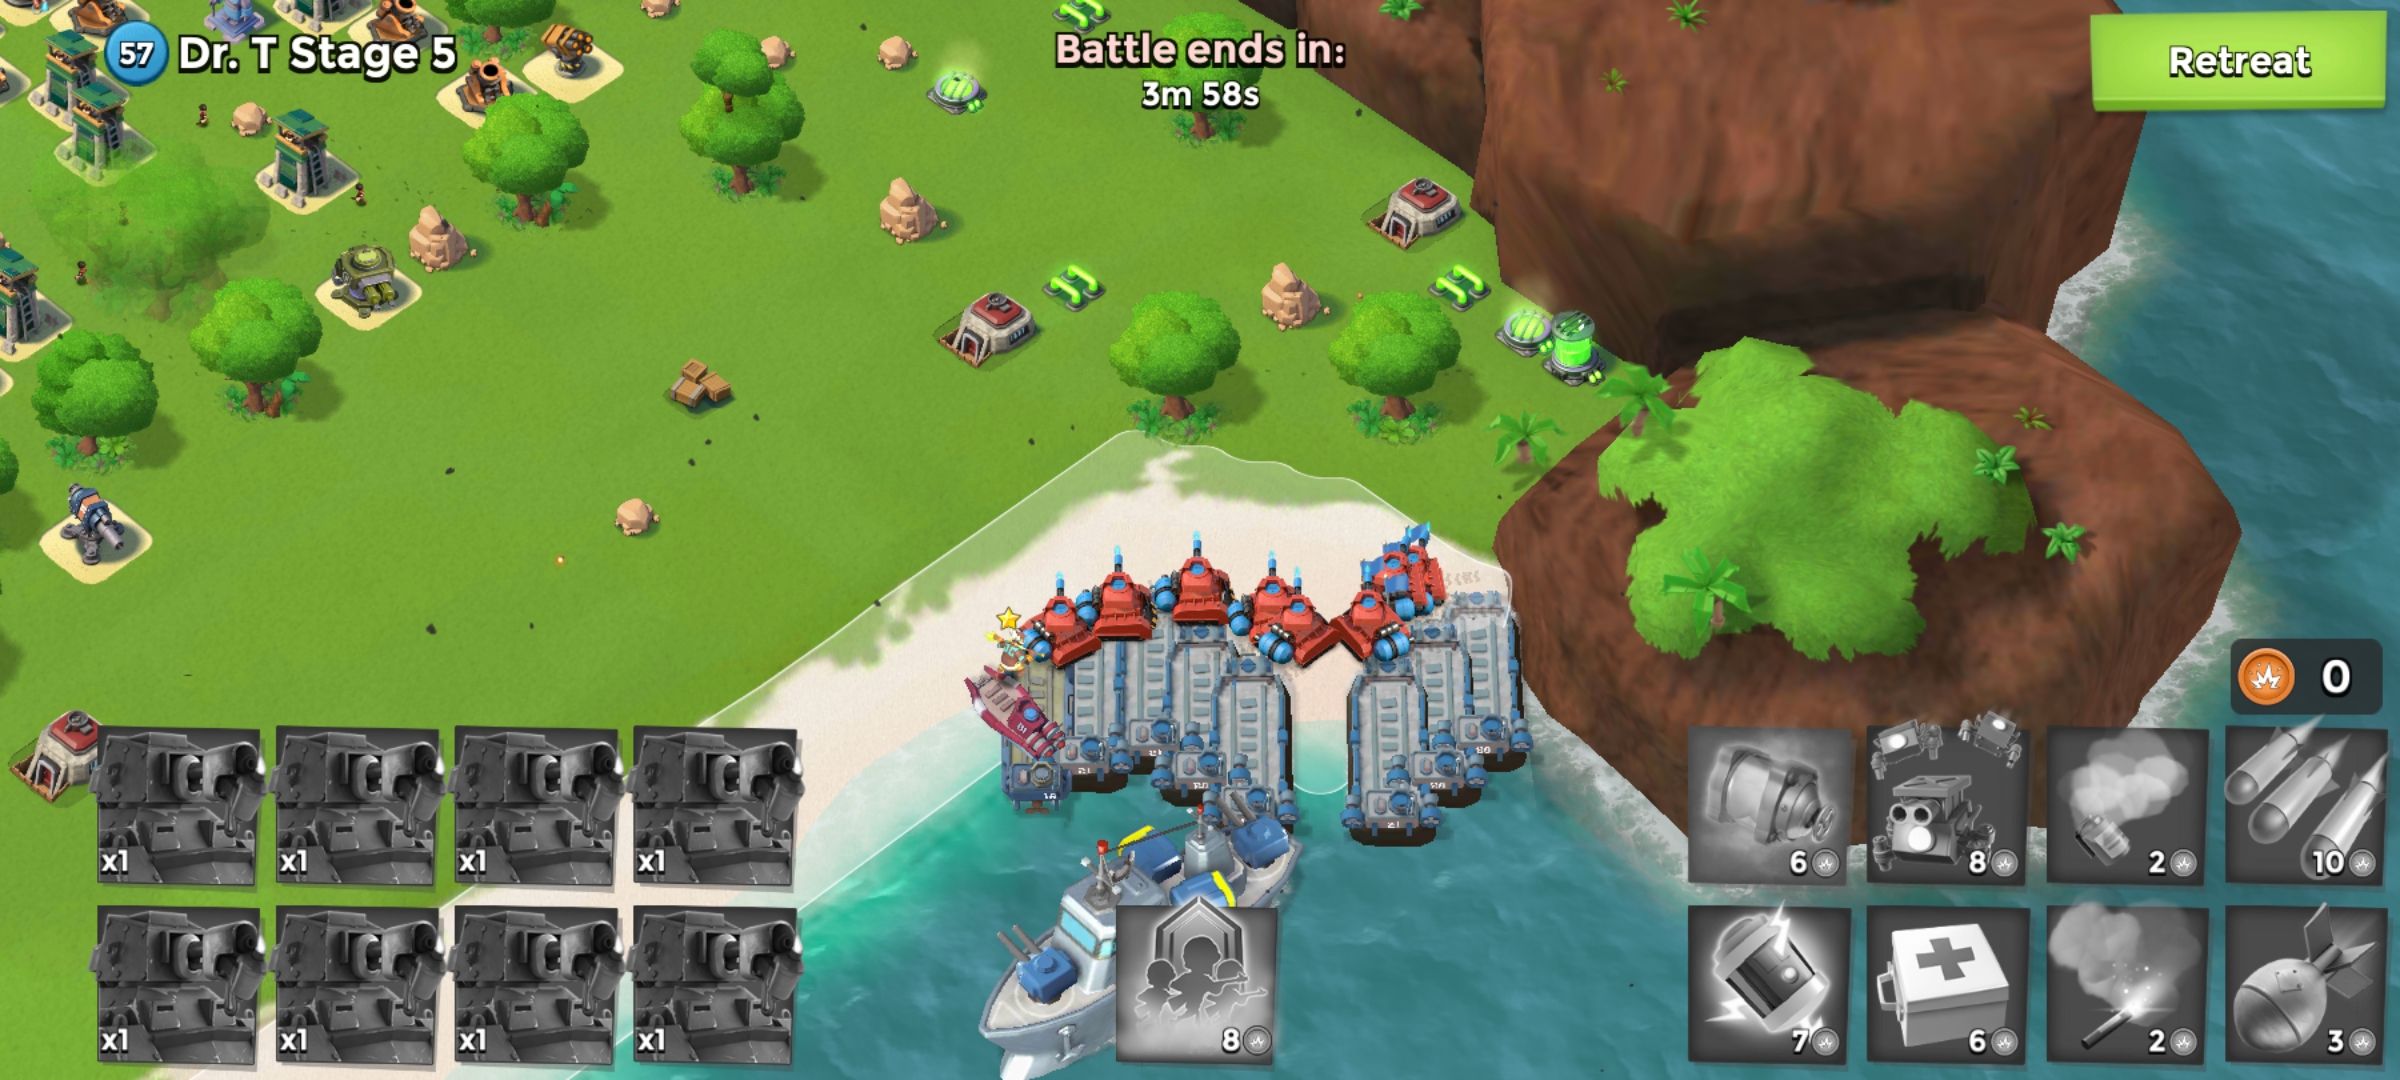 57 Dr. T Stage 5
Battle ends in:
3m 58s
Retreat
0
x1 x1 x1 x1
6 8 2 10
x1 x1 x1 x1
8
7 6 2 3